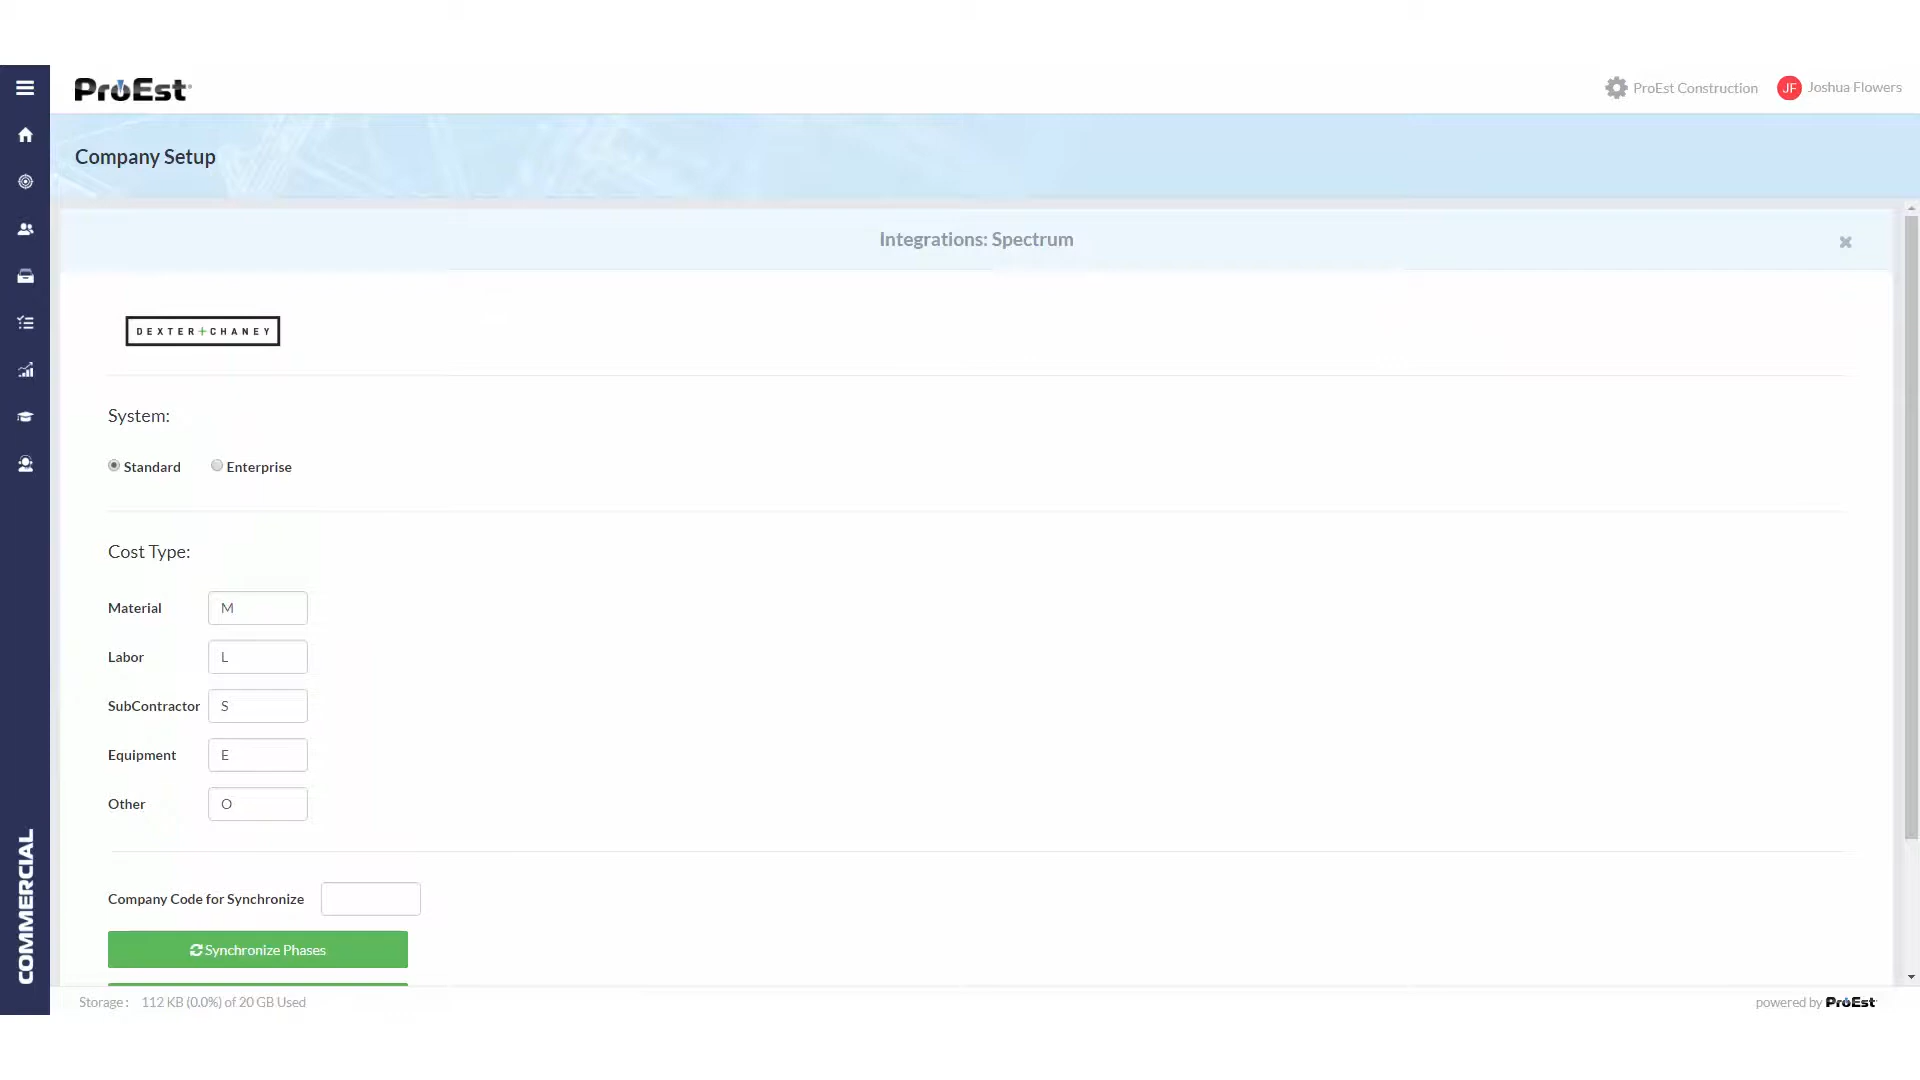 ProEst
ProEst Construction
JF Joshua Flowers
Company Setup
Integrations: Spectrum
DEXTER+CHANEY
System:
Standard Enterprise
Cost Type:
Material M
Labor L
SubContractor S
Equipment E
Other O
Company Code for Synchronize
Synchronize Phases
COMMERCIAL
Storage : 112 KB (0.0%) of 20 GB Used
powered by ProEst